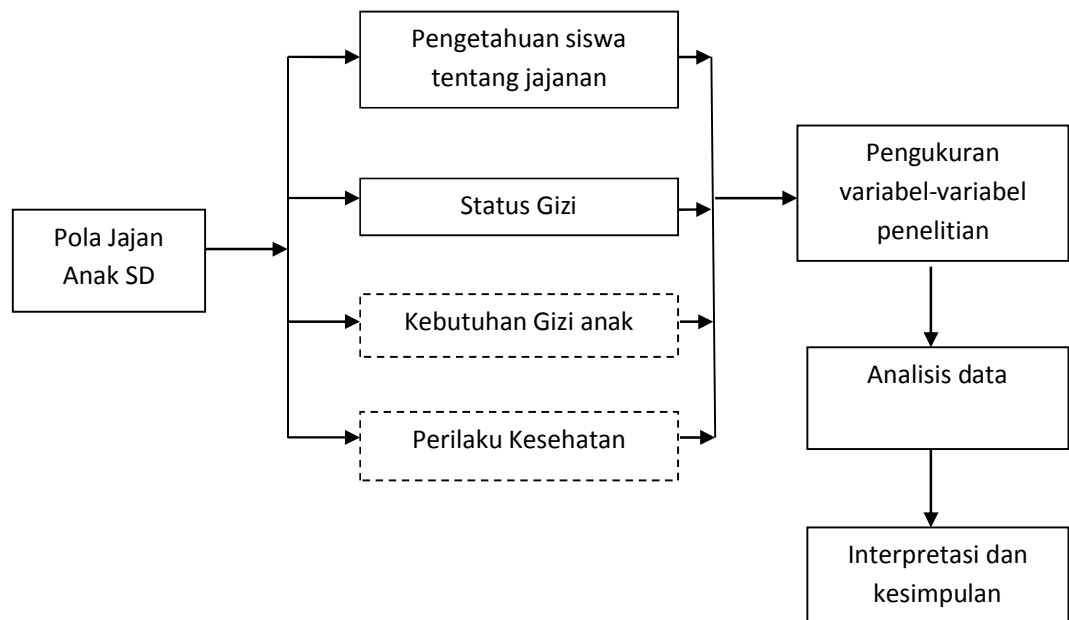 Pola Jajan
Anak SD
Pengetahuan siswa
tentang jajanan
Status Gizi
Kebutuhan Gizi anak
Perilaku Kesehatan
Pengukuran
variabel-variabel
penelitian
Analisis data
Interpretasi dan
kesimpulan